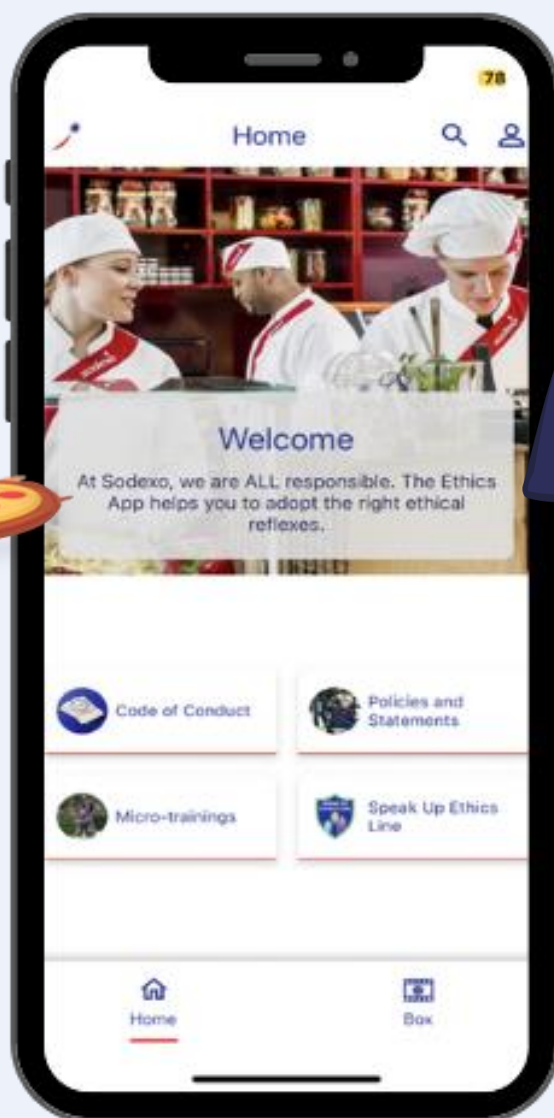 78
Home
Welcome
At Sodexo, we are ALL responsible. The Ethics
App helps you to adopt the right ethical
reflexes.
Code of Conduct
Policies and
Statements
Micro-trainings
Speak Up Ethics
Line
Home
Box